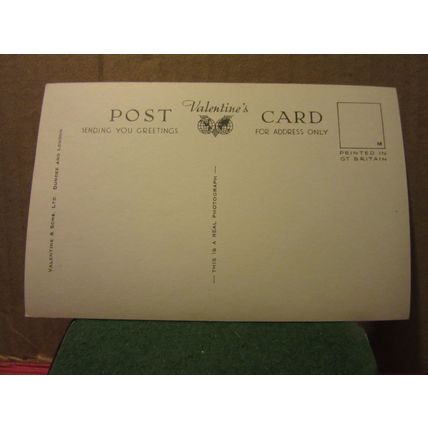 Valentine's
POST CARD
SENDING YOU GREETINGS
FOR ADDRESS ONLY
M
PRINTED IN
GT BRITAIN
VALENTINE & SONS. LTD. DUNDEE AND LONDON
— THIS IS A REAL PHOTOGRAPH —